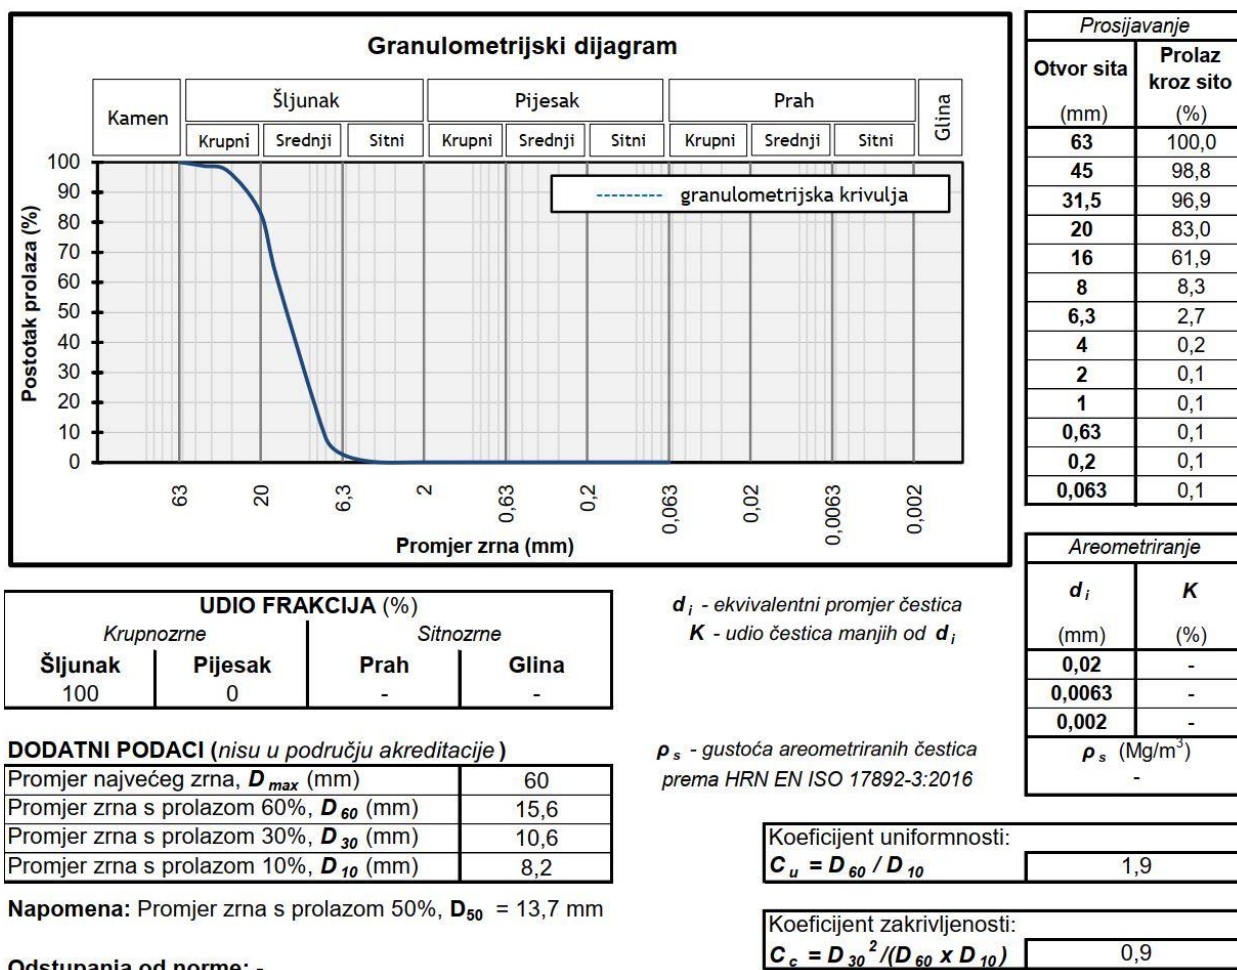 Granulometrijski dijagram
Kamen
Šljunak
Pijesak
Prah
Glina
Krupni Srednji Sitni Krupni Srednji Sitni Krupni Srednji Sitni
granulometrijska krivulja
Postotak prolaza (%)
100
90
80
70
60
50
40
30
20
10
0
63 20 6,3 2 0,63 0,2 0,063 0,02 0,0063 0,002
Promjer zrna (mm)
Prosijavanje
Otvor sita Prolaz kroz sito
(mm) (%)
63 100,0
45 98,8
31,5 96,9
20 83,0
16 61,9
8 8,3
6,3 2,7
4 0,2
2 0,1
1 0,1
0,63 0,1
0,2 0,1
0,063 0,1
Areometriranje
d i K
(mm) (%)
0,02 -
0,0063 -
0,002 -
ρ s (Mg/m³)
-
UDIO FRAKCIJA (%)
Krupnozrne Sitnozrne
Šljunak Pijesak Prah Glina
100 0 - -
d i - ekvivalentni promjer čestica
K - udio čestica manjih od d i
DODATNI PODACI (nisu u području akreditacije)
Promjer najvećeg zrna, D max (mm) 60
Promjer zrna s prolazom 60%, D 60 (mm) 15,6
Promjer zrna s prolazom 30%, D 30 (mm) 10,6
Promjer zrna s prolazom 10%, D 10 (mm) 8,2
ρ s - gustoća areometriranih čestica
prema HRN EN ISO 17892-3:2016
Napomena: Promjer zrna s prolazom 50%, D50 = 13,7 mm
Koeficijent uniformnosti:
C u = D 60 / D 10 1,9
Koeficijent zakrivljenosti:
C c = D 30 ² /(D 60 x D 10) 0,9
Odstupanja od norme: -